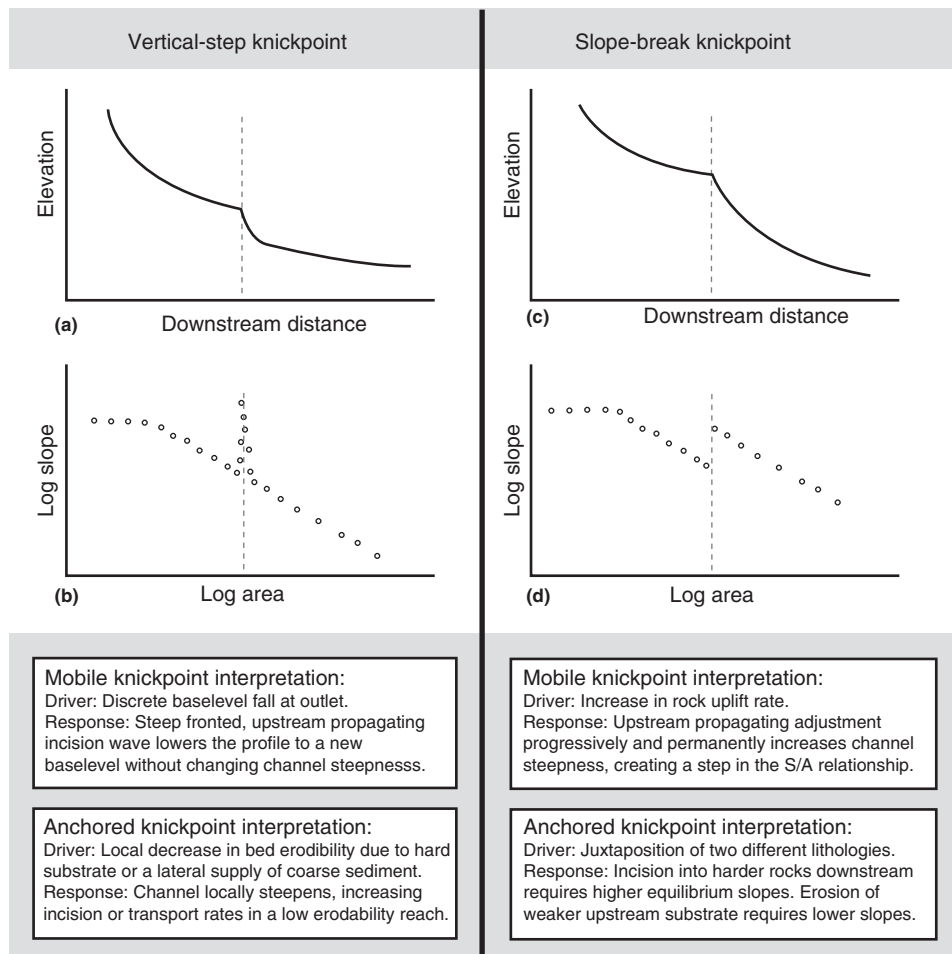 Vertical-step knickpoint
Elevation
(a)
Downstream distance
Log slope
(b)
Log area
Mobile knickpoint interpretation:
Driver: Discrete baselevel fall at outlet.
Response: Steep fronted, upstream propagating
incision wave lowers the profile to a new
baselevel without changing channel steepnesss.
Anchored knickpoint interpretation:
Driver: Local decrease in bed erodibility due to hard
substrate or a lateral supply of coarse sediment.
Response: Channel locally steepens, increasing
incision or transport rates in a low erodability reach.
Slope-break knickpoint
Elevation
(c)
Downstream distance
Log slope
(d)
Log area
Mobile knickpoint interpretation:
Driver: Increase in rock uplift rate.
Response: Upstream propagating adjustment
progressively and permanently increases channel
steepness, creating a step in the S/A relationship.
Anchored knickpoint interpretation:
Driver: Juxtaposition of two different lithologies.
Response: Incision into harder rocks downstream
requires higher equilibrium slopes. Erosion of
weaker upstream substrate requires lower slopes.